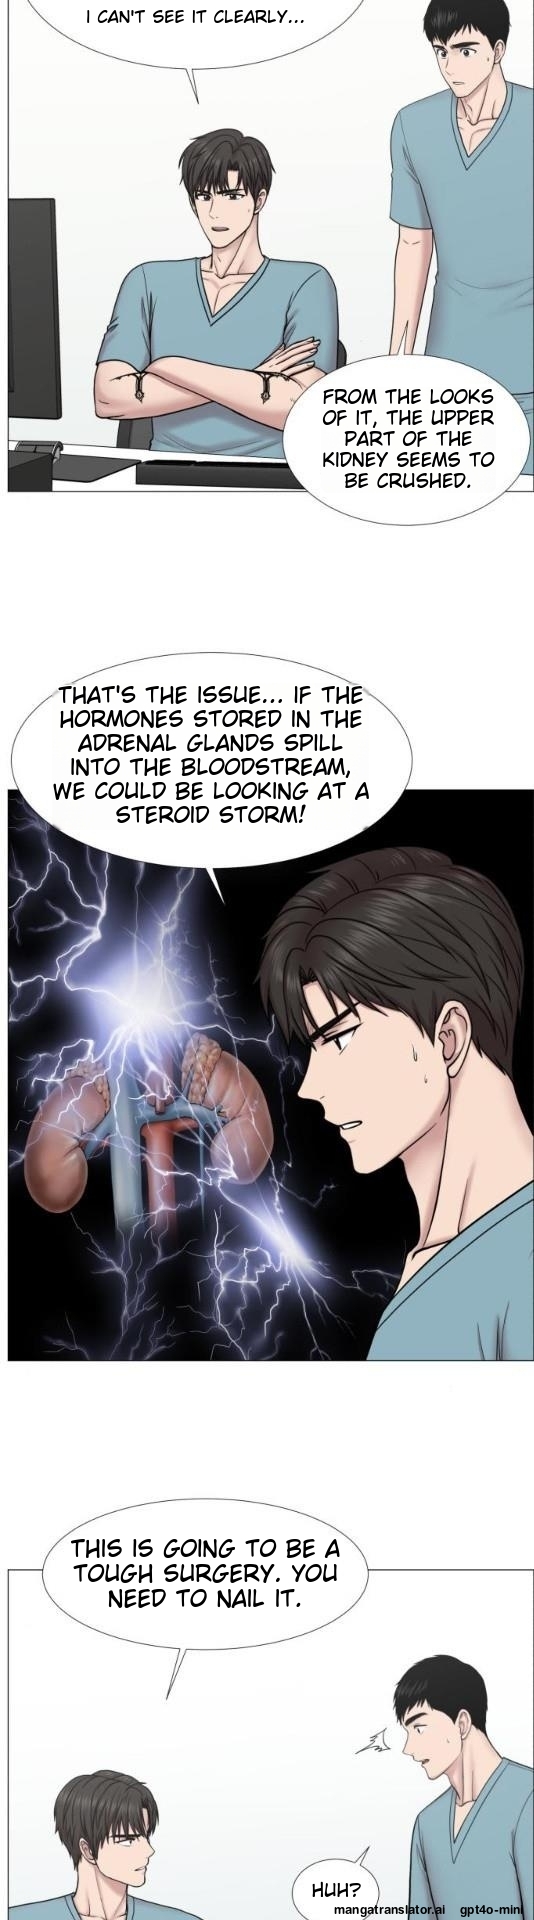 I CAN'T SEE IT CLEARLY...
FROM THE LOOKS
OF IT, THE UPPER
PART OF THE
KIDNEY SEEMS TO
BE CRUSHED.
THAT'S THE ISSUE... IF THE
HORMONES STORED IN THE
ADRENAL GLANDS SPILL
INTO THE BLOODSTREAM,
WE COULD BE LOOKING AT A
STEROID STORM!
THIS IS GOING TO BE A
TOUGH SURGERY. YOU
NEED TO NAIL IT.
HUH?
mangatranslator.ai gpt4o-mini